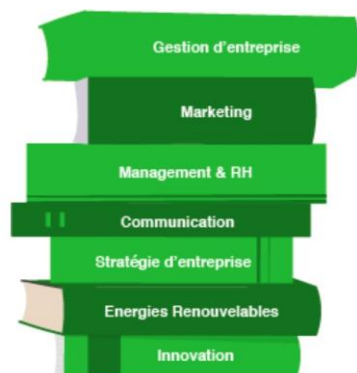 Gestion d'entreprise
Marketing
Management & RH
Communication
Stratégie d'entreprise
Energies Renouvelables
Innovation